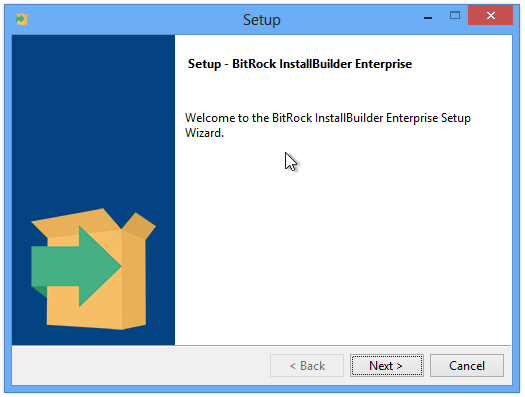 Setup
Setup - BitRock InstallBuilder Enterprise
Welcome to the BitRock InstallBuilder Enterprise Setup
Wizard.
< Back
Next >
Cancel